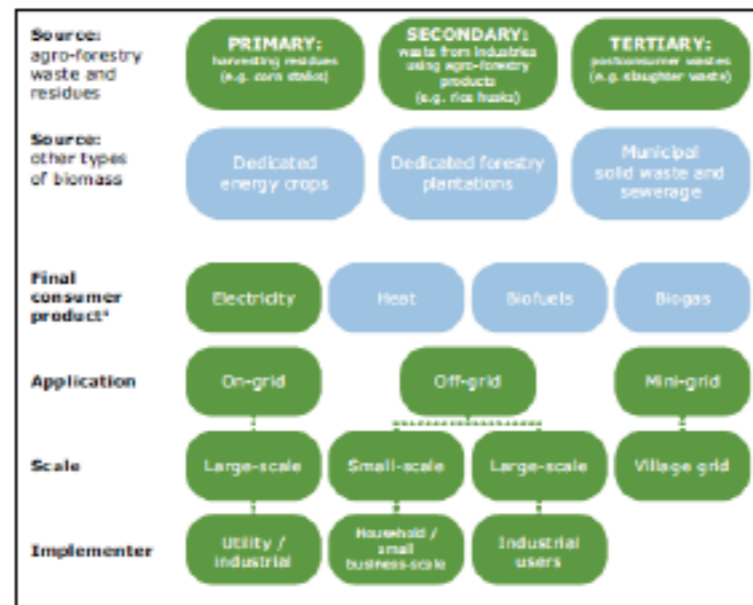 Source:
agro-forestry
waste and
residues
PRIMARY:
harvesting residues
(e.g. corn stalks)
SECONDARY:
waste from industries
using agro-forestry
products
(e.g. rice husks)
TERTIARY:
postconsumer wastes
(e.g. slaughter waste)
Source:
other types
of biomass
Dedicated
energy crops
Dedicated forestry
plantations
Municipal
solid waste and
sewerage
Final
consumer
product⁴
Electricity
Heat
Biofuels
Biogas
Application
On-grid
Off-grid
Mini-grid
Scale
Large-scale
Small-scale
Large-scale
Village grid
Implementer
Utility /
industrial
Household /
small
business-scale
Industrial
users